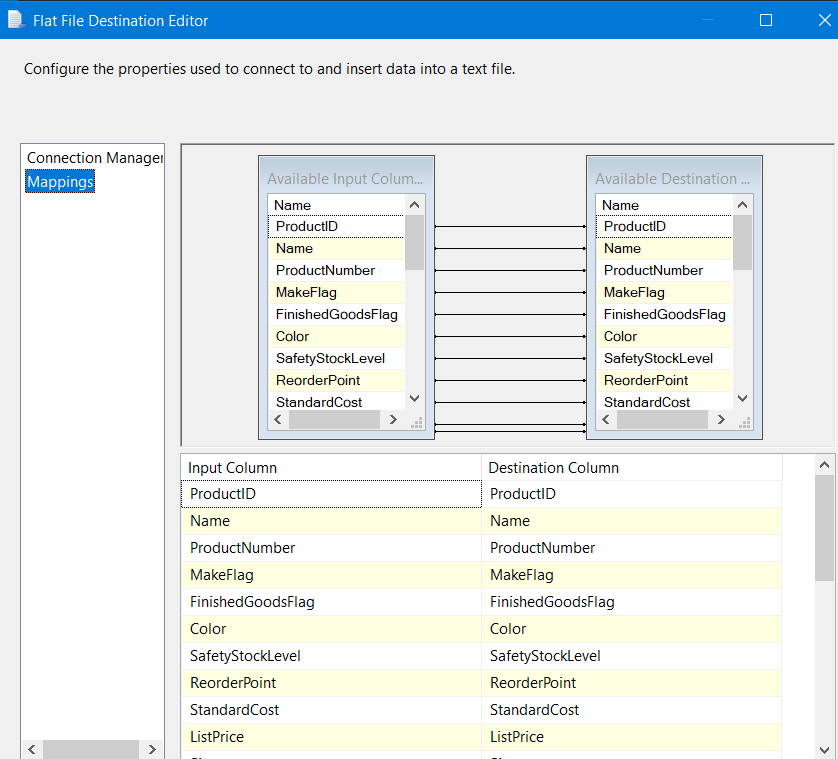 Flat File Destination Editor
Configure the properties used to connect to and insert data into a text file.
Connection Manager
Mappings
Available Input Colum...
Name
ProductID
Name
ProductNumber
MakeFlag
FinishedGoodsFlag
Color
SafetyStockLevel
ReorderPoint
StandardCost
Available Destination ...
Name
ProductID
Name
ProductNumber
MakeFlag
FinishedGoodsFlag
Color
SafetyStockLevel
ReorderPoint
StandardCost
Input Column Destination Column
ProductID ProductID
Name Name
ProductNumber ProductNumber
MakeFlag MakeFlag
FinishedGoodsFlag FinishedGoodsFlag
Color Color
SafetyStockLevel SafetyStockLevel
ReorderPoint ReorderPoint
StandardCost StandardCost
ListPrice ListPrice